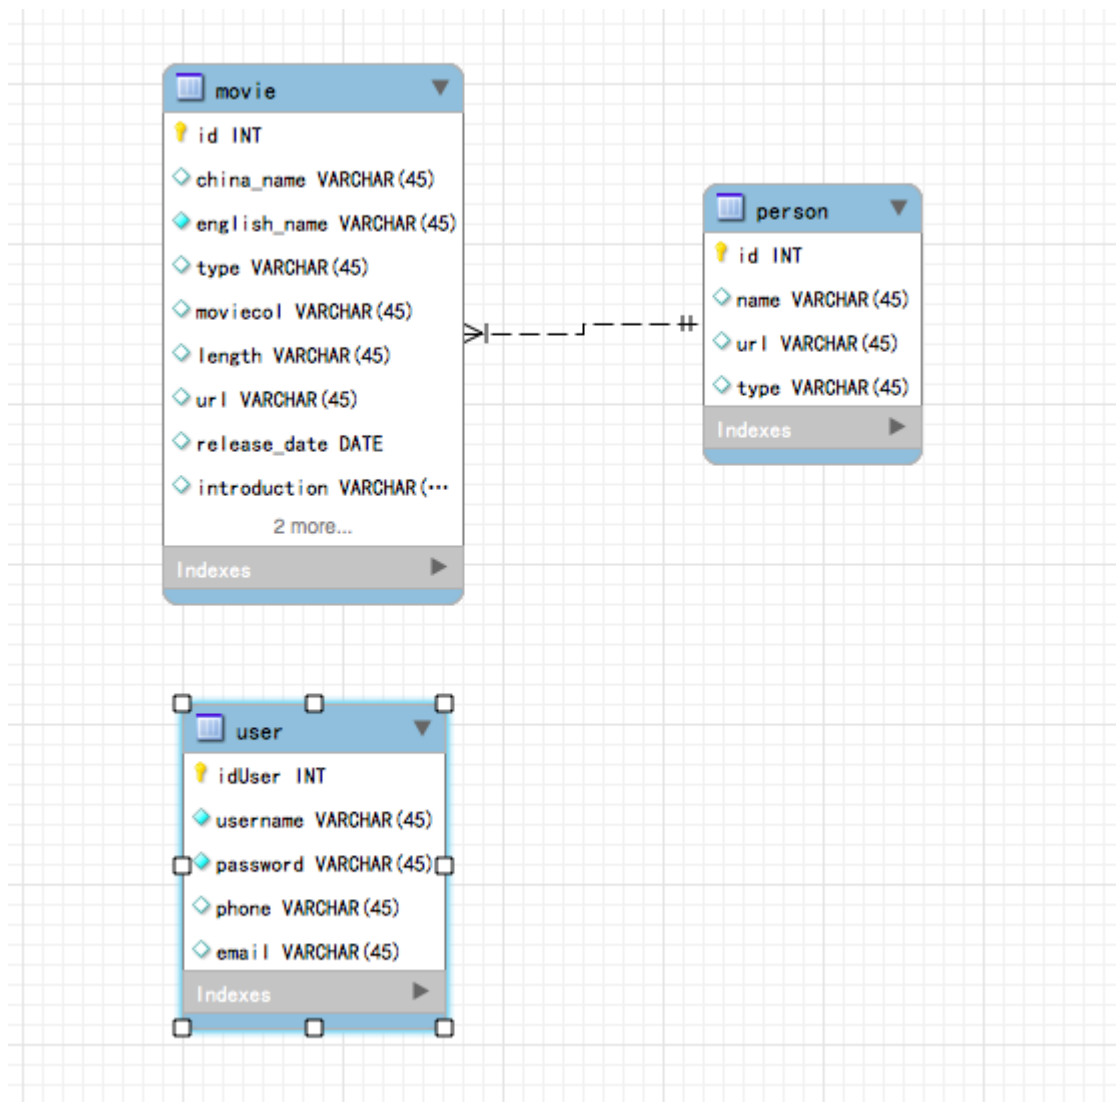 movie
id INT
china_name VARCHAR(45)
english_name VARCHAR(45)
type VARCHAR(45)
moviecol VARCHAR(45)
length VARCHAR(45)
url VARCHAR(45)
release_date DATE
introduction VARCHAR(…
2 more...
Indexes
person
id INT
name VARCHAR(45)
url VARCHAR(45)
type VARCHAR(45)
Indexes
user
idUser INT
username VARCHAR(45)
password VARCHAR(45)
phone VARCHAR(45)
email VARCHAR(45)
Indexes